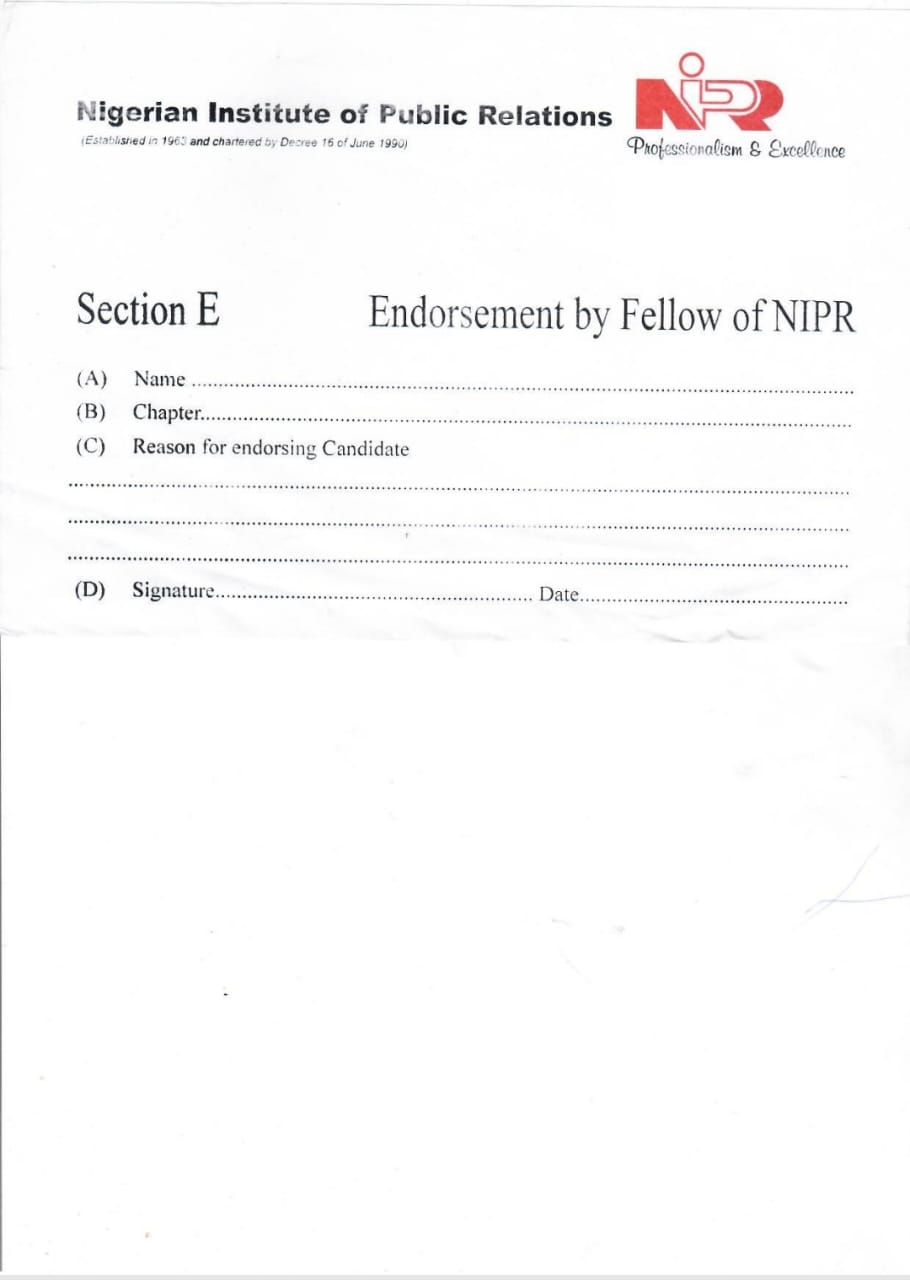 Nigerian Institute of Public Relations
(Established in 1963 and chartered by Decree 16 of June 1990)
NIPR
Professionalism & Excellence
Section E Endorsement by Fellow of NIPR
(A) Name ........................................................................
(B) Chapter........................................................................
(C) Reason for endorsing Candidate
........................................................................
........................................................................
........................................................................
(D) Signature........................................ Date........................................